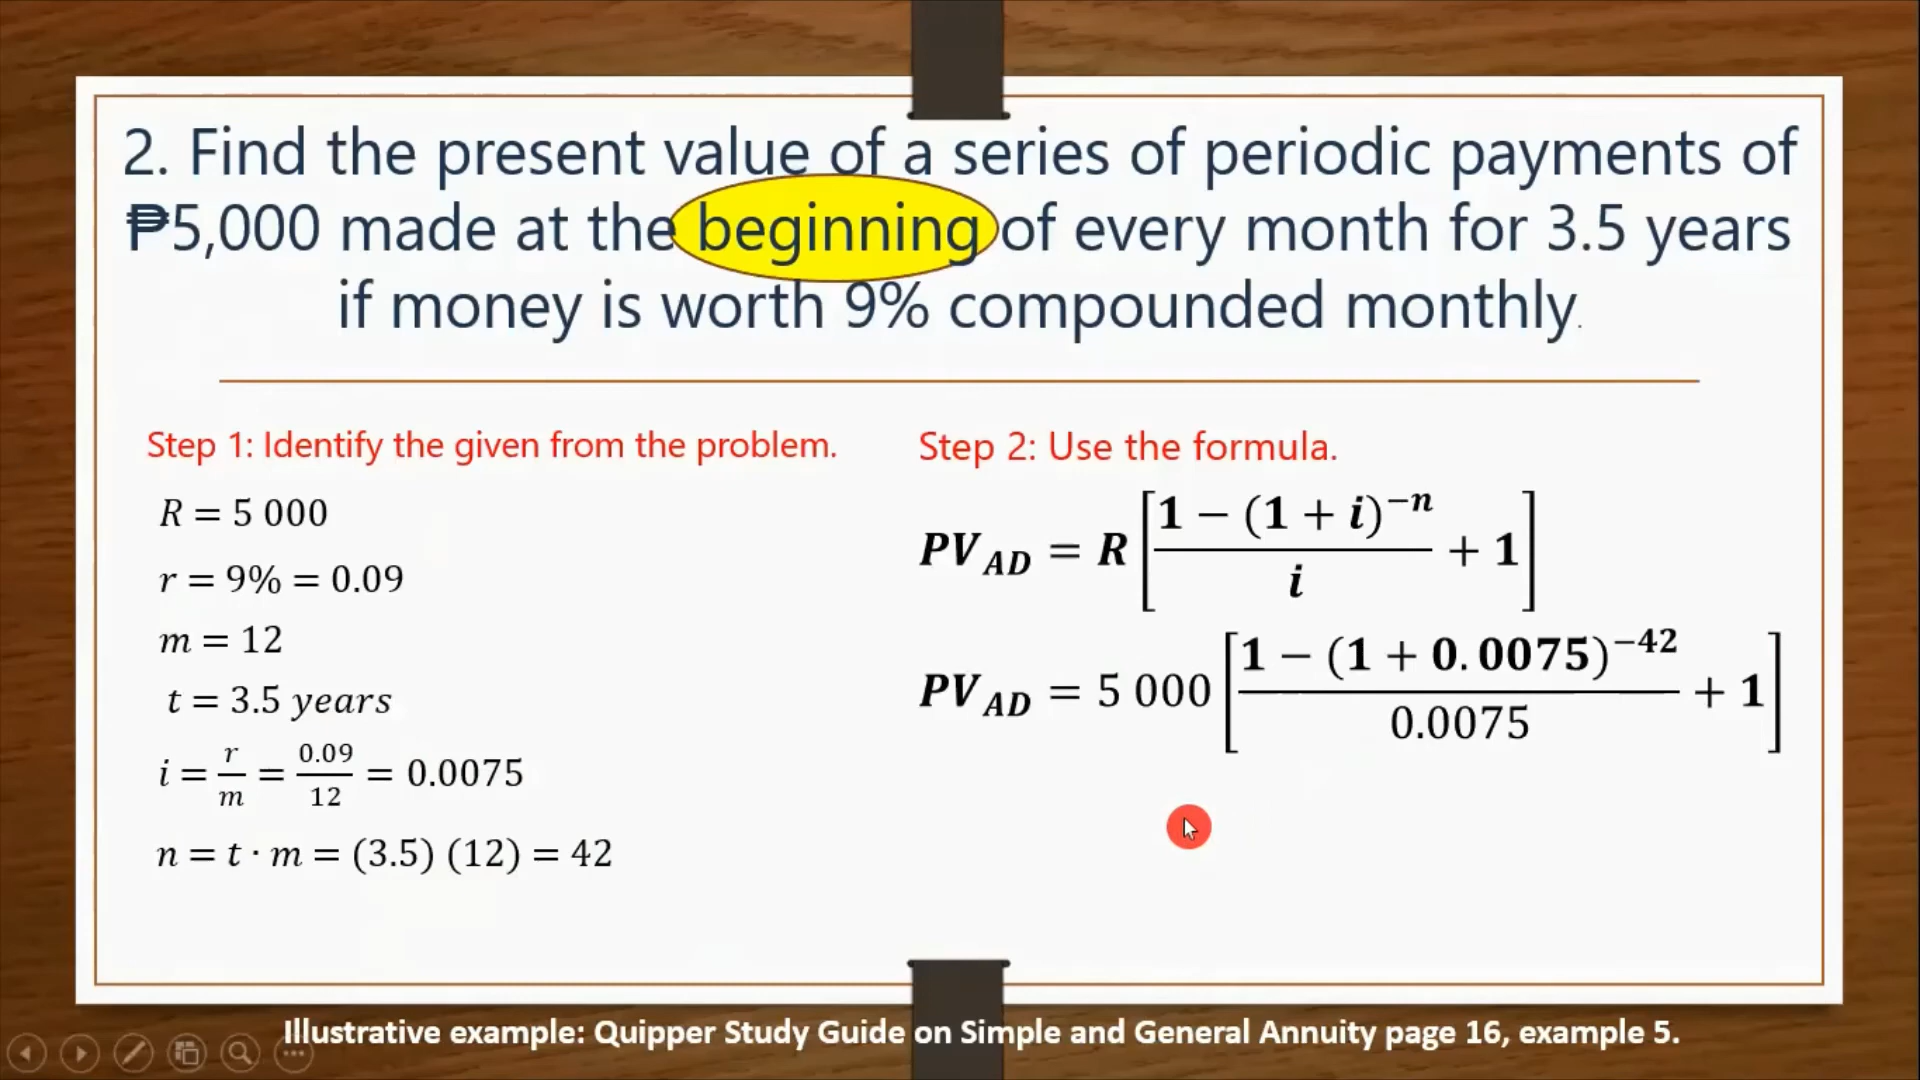 2. Find the present value of a series of periodic payments of
₱5,000 made at the beginning of every month for 3.5 years
if money is worth 9% compounded monthly.
Step 1: Identify the given from the problem.
R = 5 000
r = 9% = 0.09
m = 12
t = 3.5 years
i = r/m = 0.09/12 = 0.0075
n = t · m = (3.5) (12) = 42
Step 2: Use the formula.
PV_AD = R [ (1 − (1 + i)^−n) / i + 1 ]
PV_AD = 5 000 [ (1 − (1 + 0.0075)^−42) / 0.0075 + 1 ]
Illustrative example: Quipper Study Guide on Simple and General Annuity page 16, example 5.